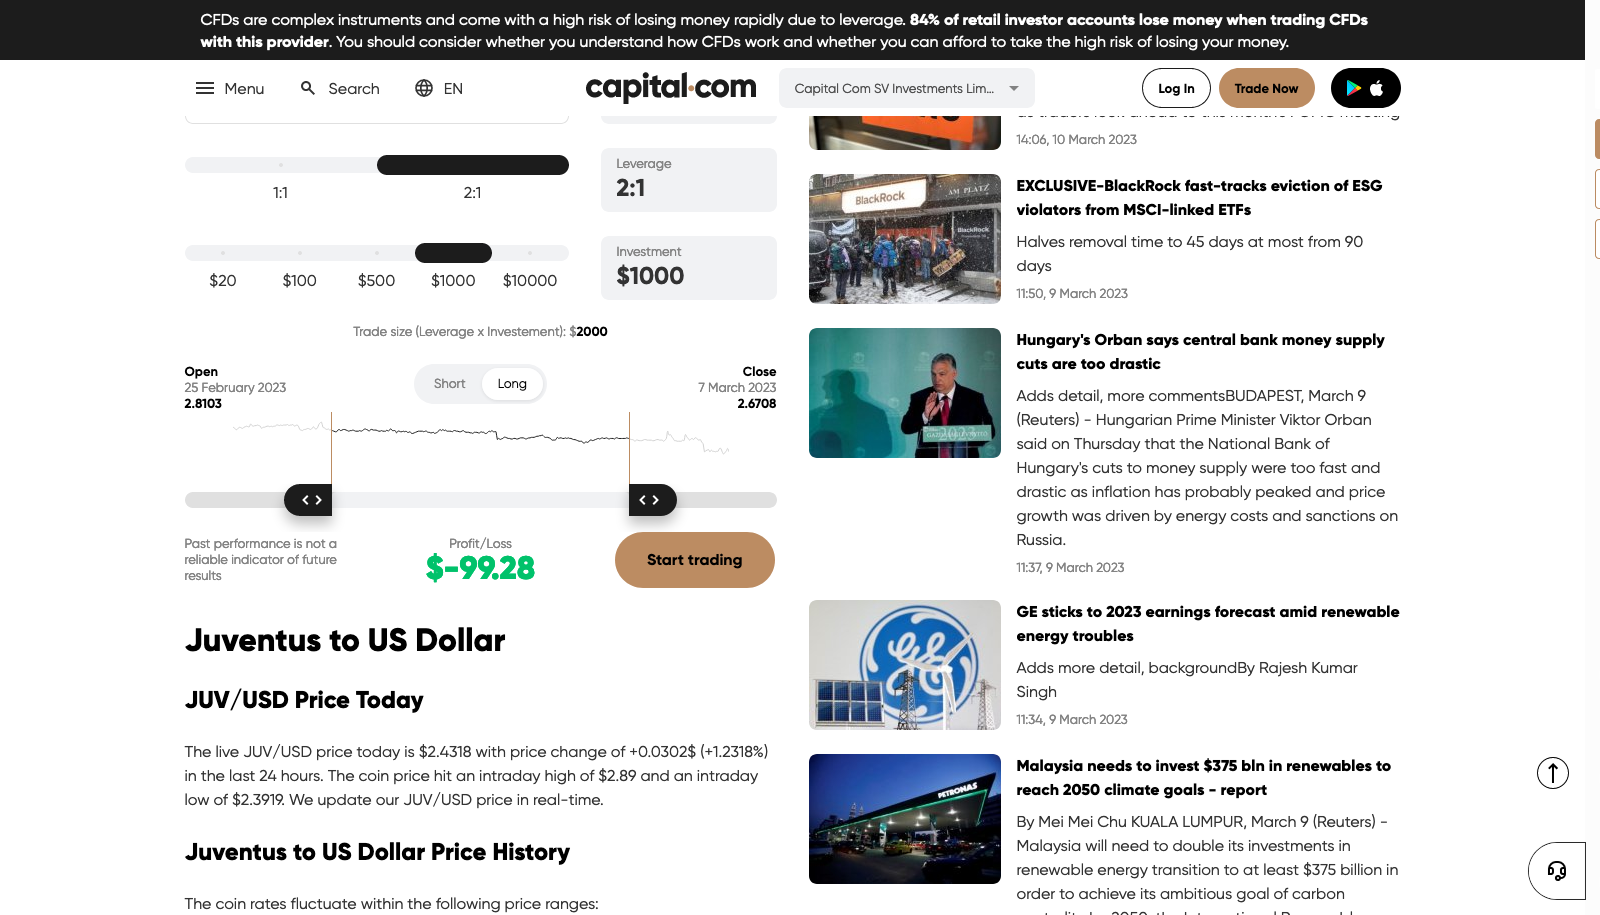 CFDs are complex instruments and come with a high risk of losing money rapidly due to leverage. 84% of retail investor accounts lose money when trading CFDs
with this provider. You should consider whether you understand how CFDs work and whether you can afford to take the high risk of losing your money.
Menu
Search
EN
capital.com
Capital Com SV Investments Lim...
Log In
Trade Now
1:1
2:1
Leverage
2:1
$20
$100
$500
$1000
$10000
Investment
$1000
Trade size (Leverage x Investement): $2000
Open
25 February 2023
2.8103
Short
Long
Close
7 March 2023
2.6708
Past performance is not a
reliable indicator of future
results
Profit/Loss
$-99.28
Start trading
Juventus to US Dollar
JUV/USD Price Today
The live JUV/USD price today is $2.4318 with price change of +0.0302$ (+1.2318%)
in the last 24 hours. The coin price hit an intraday high of $2.89 and an intraday
low of $2.3919. We update our JUV/USD price in real-time.
Juventus to US Dollar Price History
The coin rates fluctuate within the following price ranges:
14:06, 10 March 2023
BlackRock
AM PLATZ
BlackRock
EXCLUSIVE-BlackRock fast-tracks eviction of ESG
violators from MSCI-linked ETFs
Halves removal time to 45 days at most from 90
days
11:50, 9 March 2023
Hungary's Orban says central bank money supply
cuts are too drastic
Adds detail, more commentsBUDAPEST, March 9
(Reuters) - Hungarian Prime Minister Viktor Orban
said on Thursday that the National Bank of
Hungary's cuts to money supply were too fast and
drastic as inflation has probably peaked and price
growth was driven by energy costs and sanctions on
Russia.
11:37, 9 March 2023
GE sticks to 2023 earnings forecast amid renewable
energy troubles
Adds more detail, backgroundBy Rajesh Kumar
Singh
11:34, 9 March 2023
PETRONAS
Malaysia needs to invest $375 bln in renewables to
reach 2050 climate goals - report
By Mei Mei Chu KUALA LUMPUR, March 9 (Reuters) -
Malaysia will need to double its investments in
renewable energy transition to at least $375 billion in
order to achieve its ambitious goal of carbon